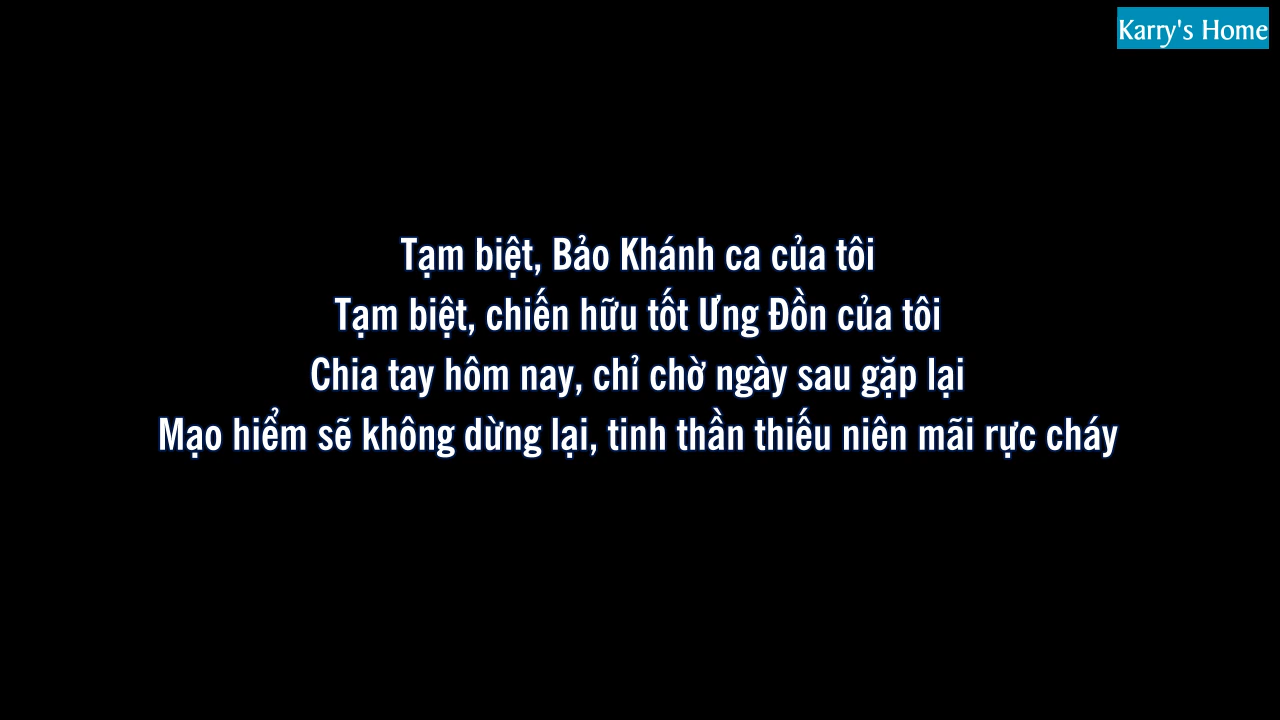 Karry's Home
Tạm biệt, Bảo Khánh ca của tôi
Tạm biệt, chiến hữu tốt Ưng Đồn của tôi
Chia tay hôm nay, chỉ chờ ngày sau gặp lại
Mạo hiểm sẽ không dừng lại, tinh thần thiếu niên mãi rực cháy